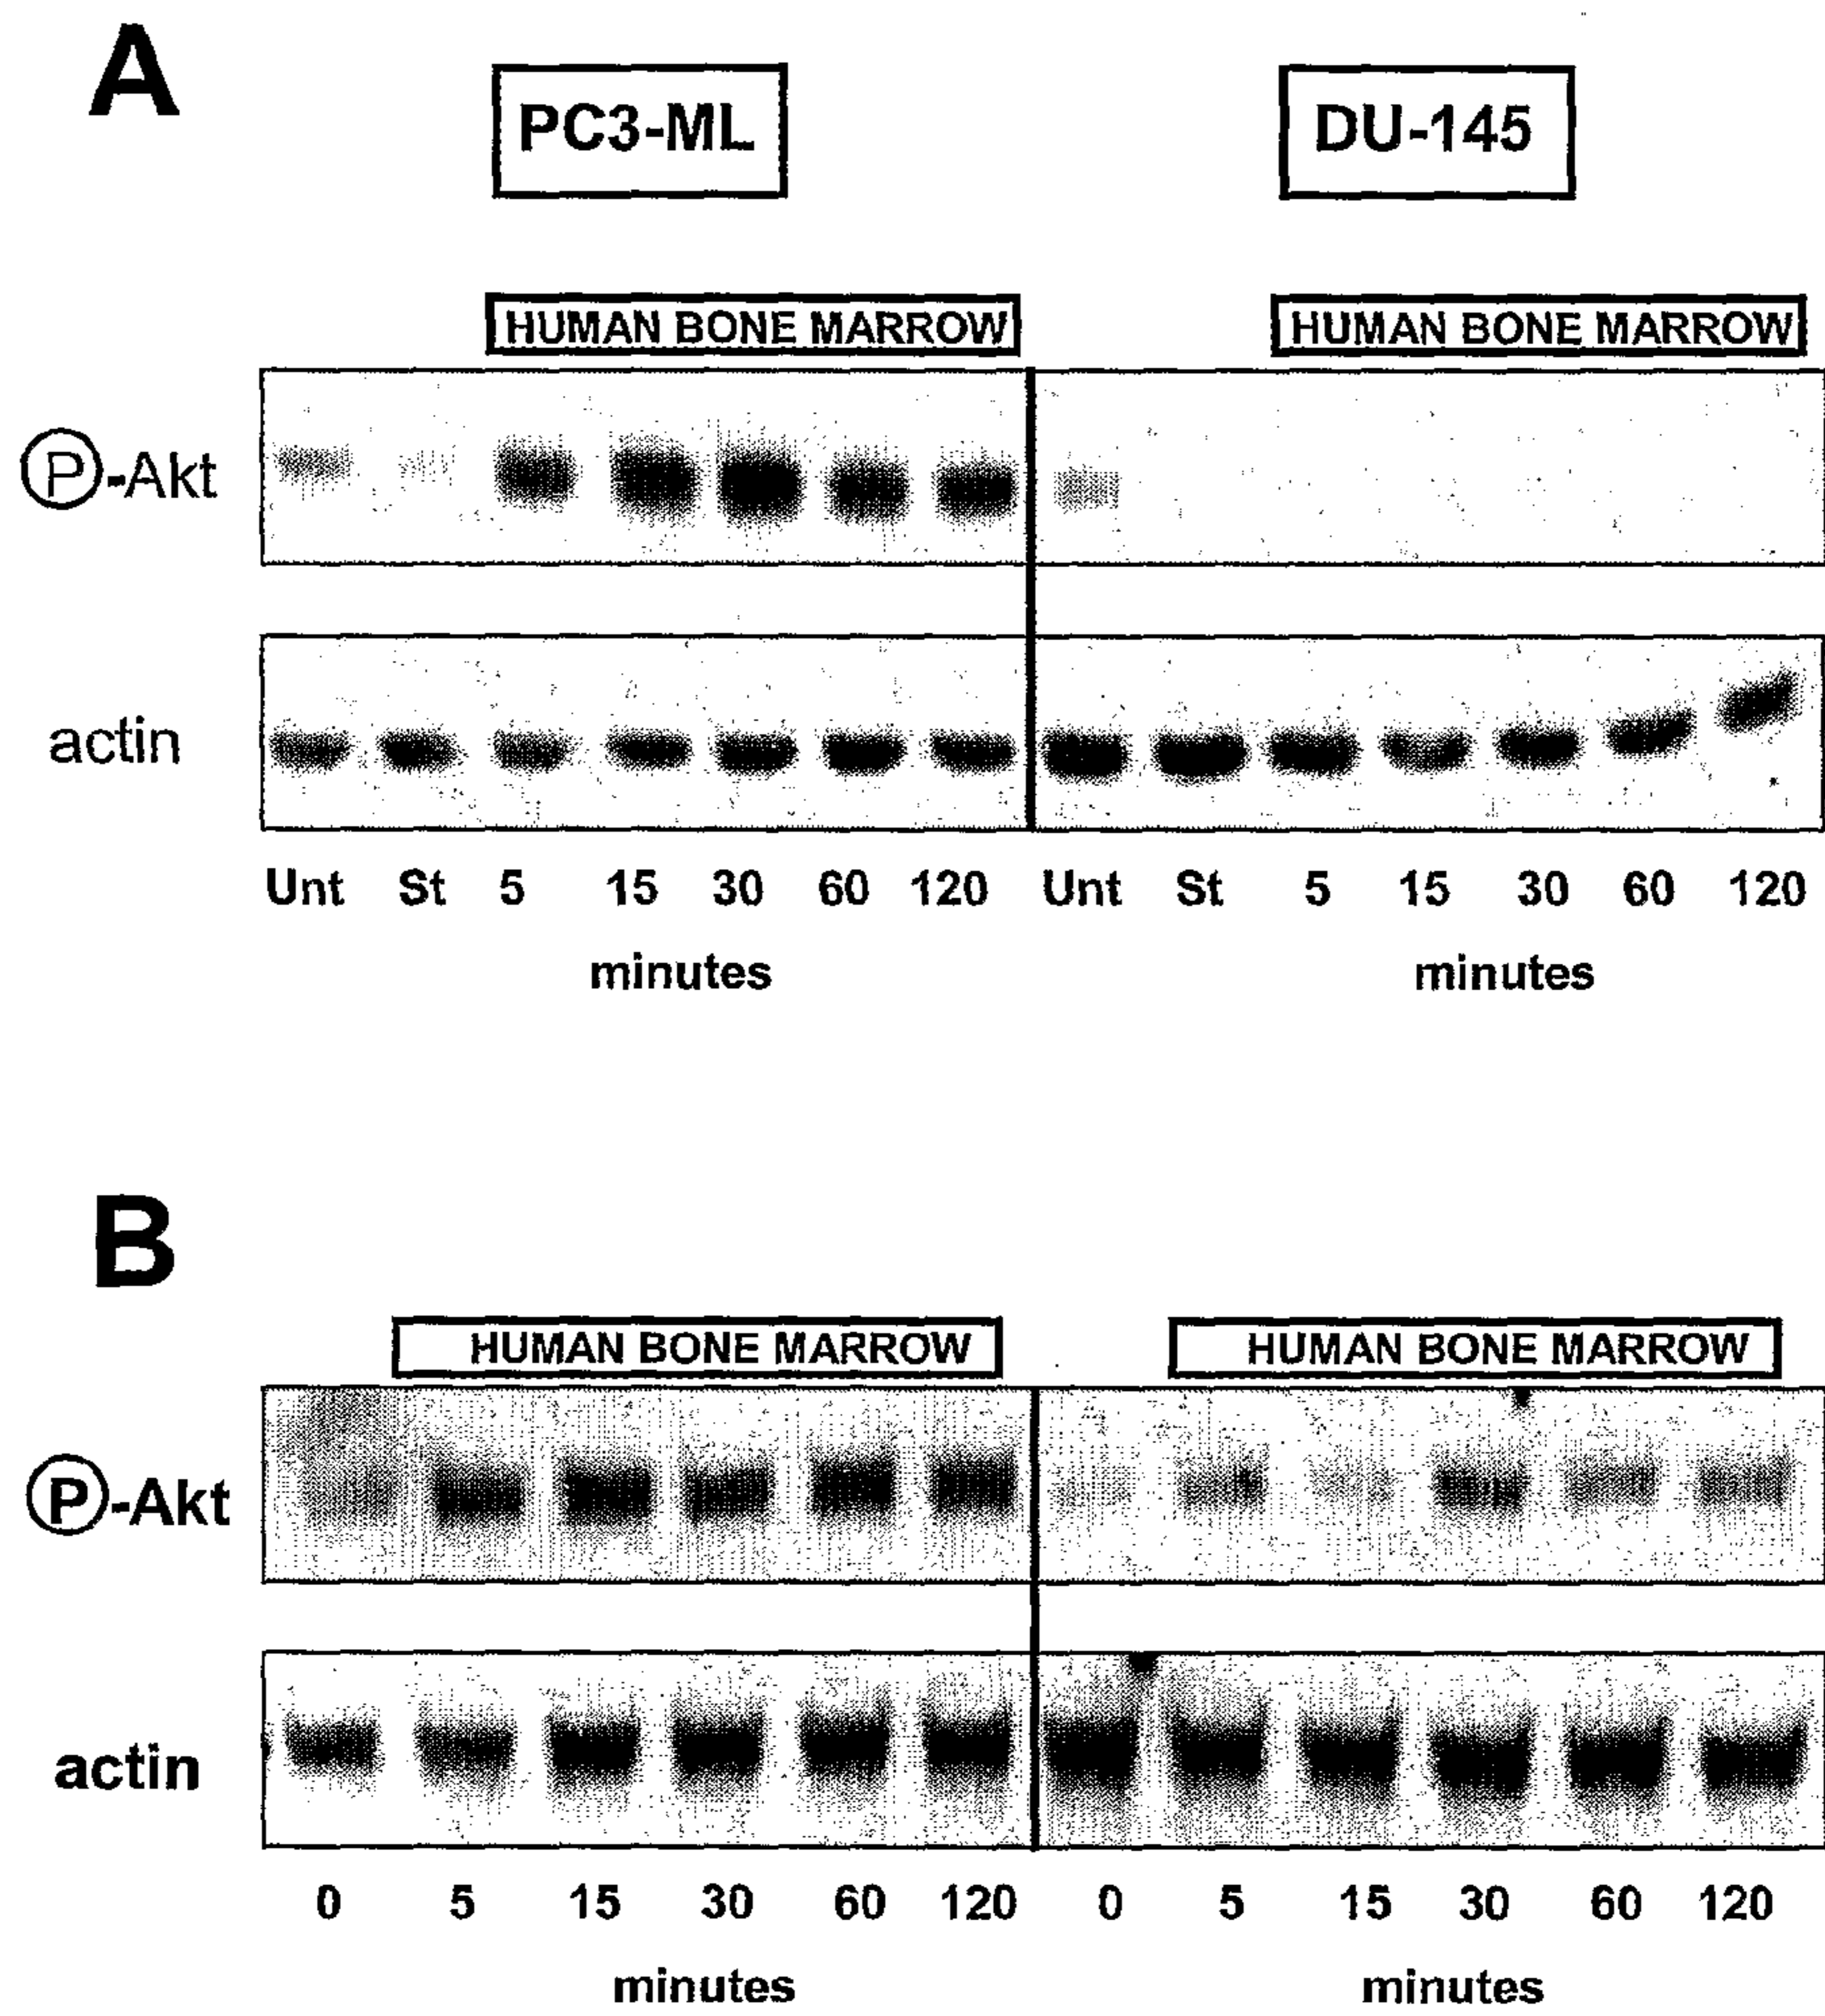 A
PC3-ML DU-145
HUMAN BONE MARROW HUMAN BONE MARROW
Ⓟ-Akt
actin
Unt St 5 15 30 60 120 Unt St 5 15 30 60 120
minutes minutes
B
HUMAN BONE MARROW HUMAN BONE MARROW
Ⓟ-Akt
actin
0 5 15 30 60 120 0 5 15 30 60 120
minutes minutes